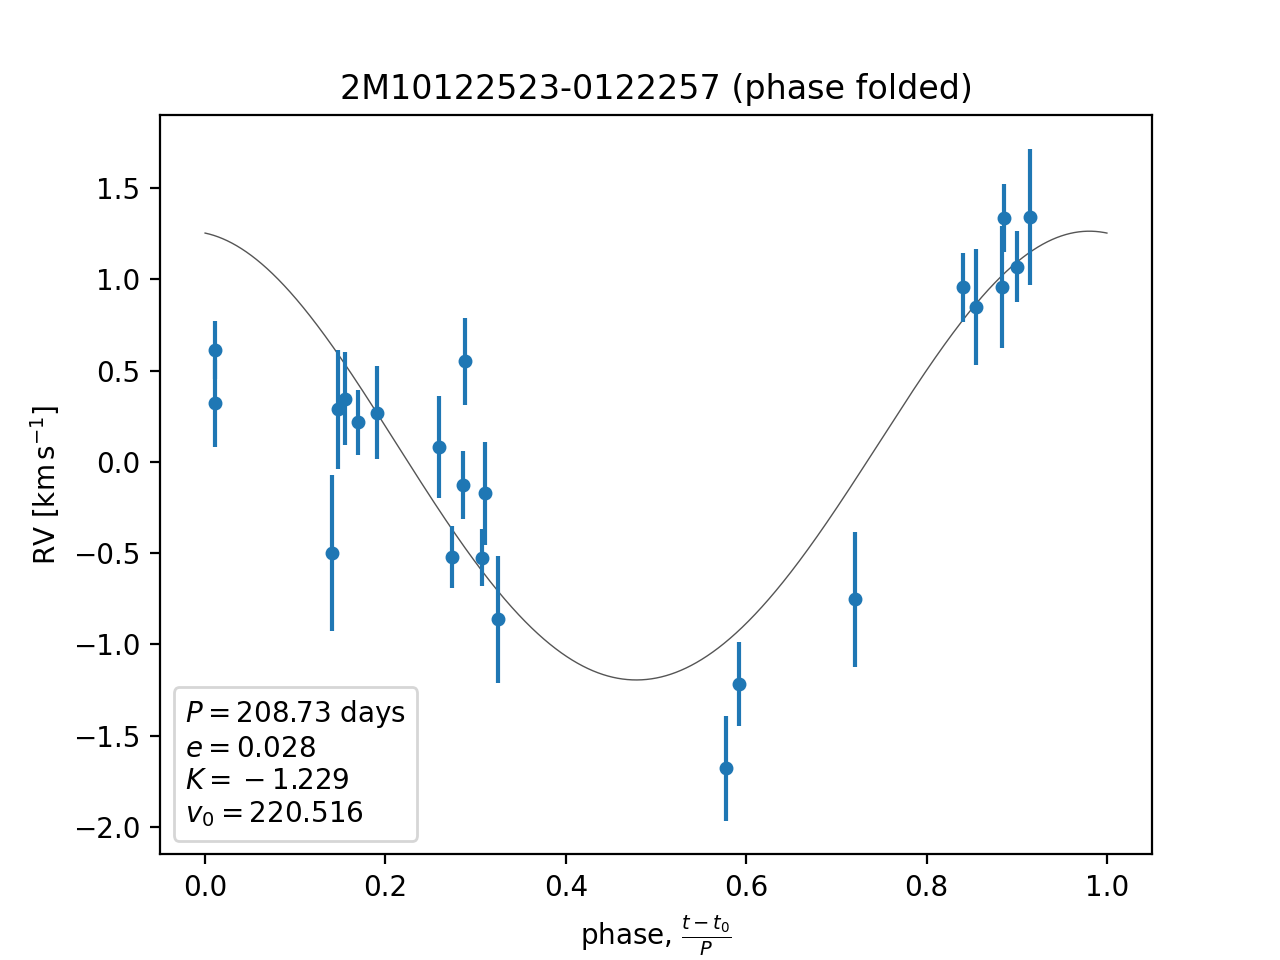 2M10122523-0122257 (phase folded)
RV [km s⁻¹]
1.5
1.0
0.5
0.0
−0.5
−1.0
−1.5
−2.0
P = 208.73 days
e = 0.028
K = −1.229
v₀ = 220.516
0.0 0.2 0.4 0.6 0.8 1.0
phase, (t − t₀)/P